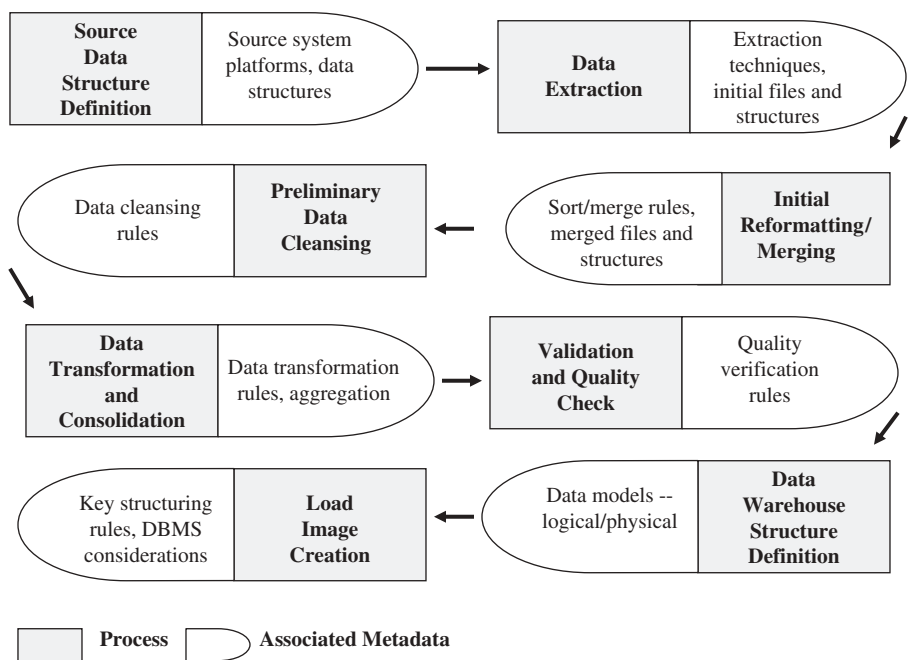 Source
Data
Structure
Definition
Source system
platforms, data
structures
Data
Extraction
Extraction
techniques,
initial files and
structures
Initial
Reformatting/
Merging
Sort/merge rules,
merged files and
structures
Preliminary
Data
Cleansing
Data cleansing
rules
Data
Transformation
and
Consolidation
Data transformation
rules, aggregation
Validation
and Quality
Check
Quality
verification
rules
Data
Warehouse
Structure
Definition
Data models --
logical/physical
Load
Image
Creation
Key structuring
rules, DBMS
considerations
Process
Associated Metadata